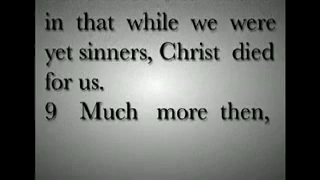 in that while we were
yet sinners, Christ died
for us.
9 Much more then,